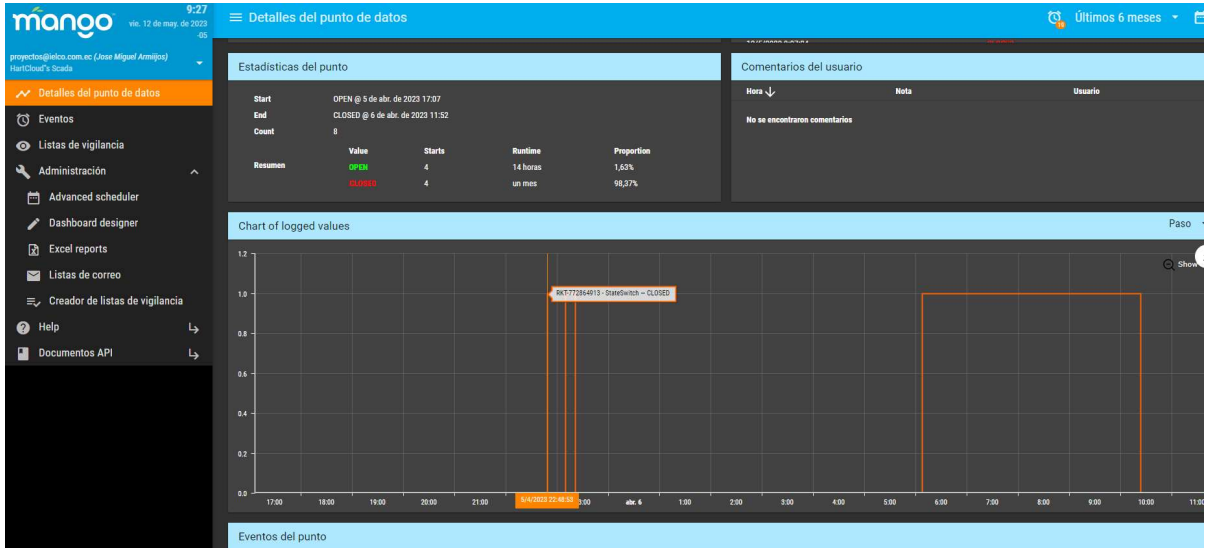 mango
9:27
vie. 12 de may. de 2023
-05
Detalles del punto de datos
Últimos 6 meses
proyectos@ielco.com.ec (Jose Miguel Armijos)
HartCloud's Scada
Detalles del punto de datos
Eventos
Listas de vigilancia
Administración
Advanced scheduler
Dashboard designer
Excel reports
Listas de correo
Creador de listas de vigilancia
Help
Documentos API
Estadísticas del punto
Start OPEN @ 5 de abr. de 2023 17:07
End CLOSED @ 6 de abr. de 2023 11:52
Count 8
Value Starts Runtime Proportion
Resumen OPEN 4 14 horas 1,63%
CLOSED 4 un mes 98,37%
Comentarios del usuario
Hora Nota Usuario
No se encontraron comentarios
Chart of logged values
Paso
Show
1.2
1.0
0.8
0.6
0.4
0.2
0.0
RKT-772864913 - StateSwitch — CLOSED
17:00 18:00 19:00 20:00 21:00 5/4/2023 22:48:53 3:00 abr. 6 1:00 2:00 3:00 4:00 5:00 6:00 7:00 8:00 9:00 10:00 11:00
Eventos del punto